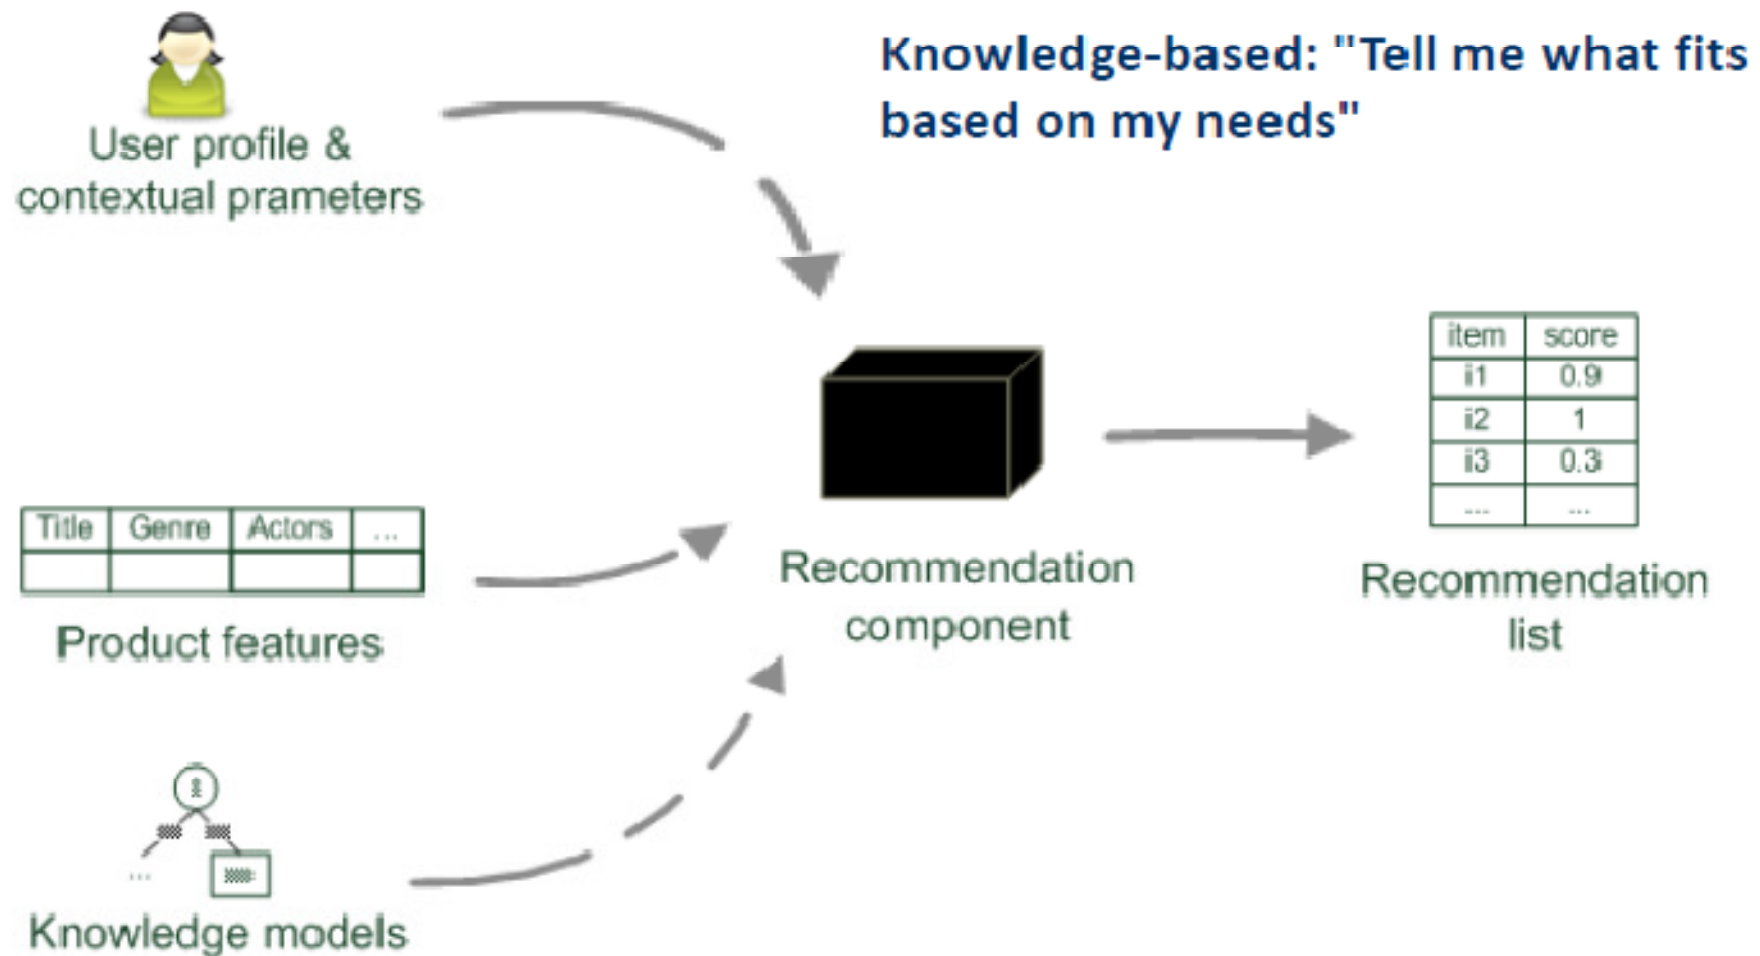 Knowledge-based: "Tell me what fits
based on my needs"
User profile &
contextual prameters
item score
i1 0.9
i2 1
i3 0.3
.... ...
Recommendation
list
Title Genre Actors ...
Product features
Recommendation
component
...
Knowledge models